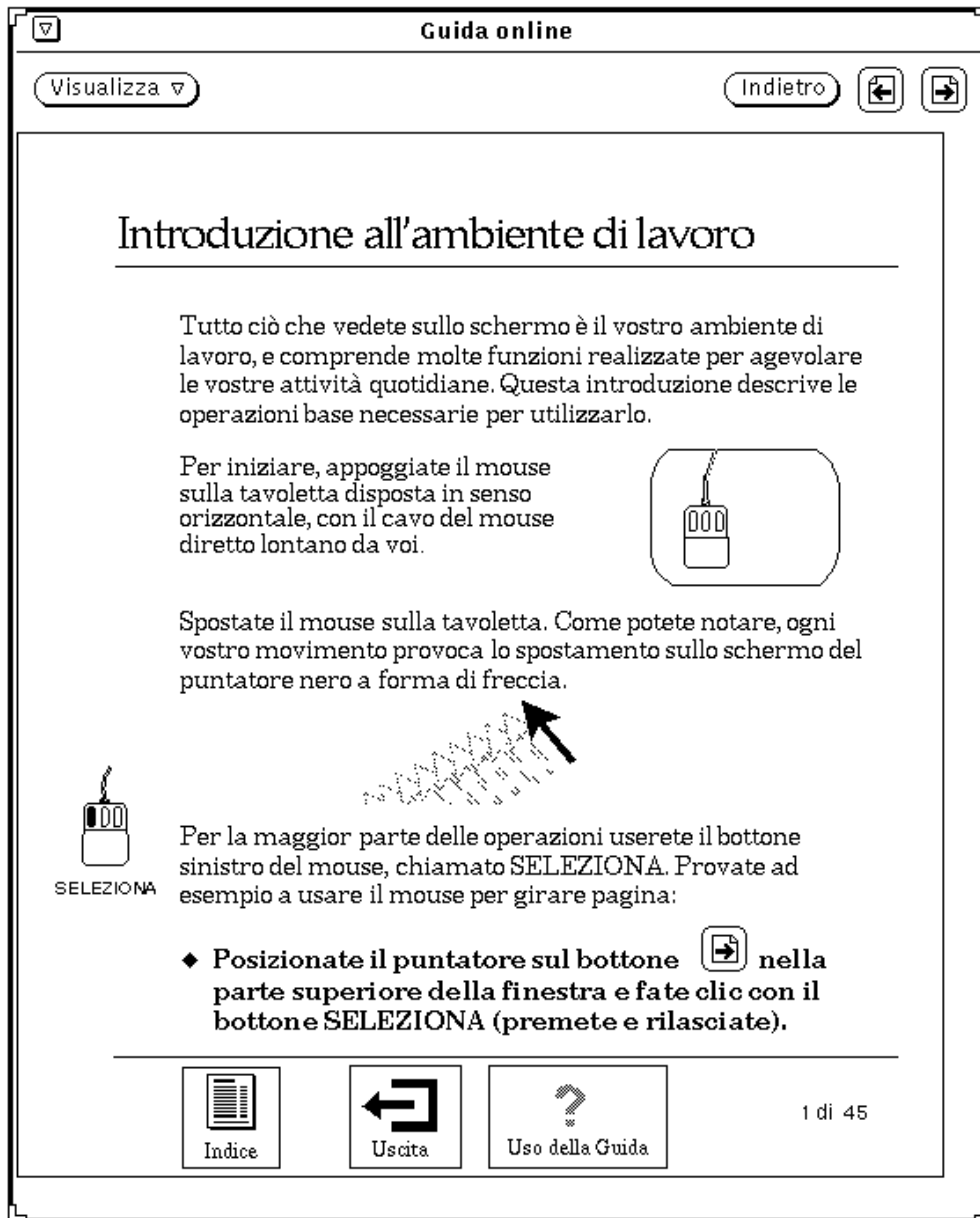 Guida online
Visualizza
Indietro
Introduzione all'ambiente di lavoro
Tutto ciò che vedete sullo schermo è il vostro ambiente di
lavoro, e comprende molte funzioni realizzate per agevolare
le vostre attività quotidiane. Questa introduzione descrive le
operazioni base necessarie per utilizzarlo.
Per iniziare, appoggiate il mouse
sulla tavoletta disposta in senso
orizzontale, con il cavo del mouse
diretto lontano da voi.
Spostate il mouse sulla tavoletta. Come potete notare, ogni
vostro movimento provoca lo spostamento sullo schermo del
puntatore nero a forma di freccia.
SELEZIONA
Per la maggior parte delle operazioni userete il bottone
sinistro del mouse, chiamato SELEZIONA. Provate ad
esempio a usare il mouse per girare pagina:
◆ Posizionate il puntatore sul bottone nella
parte superiore della finestra e fate clic con il
bottone SELEZIONA (premete e rilasciate).
Indice
Uscita
Uso della Guida
1 di 45